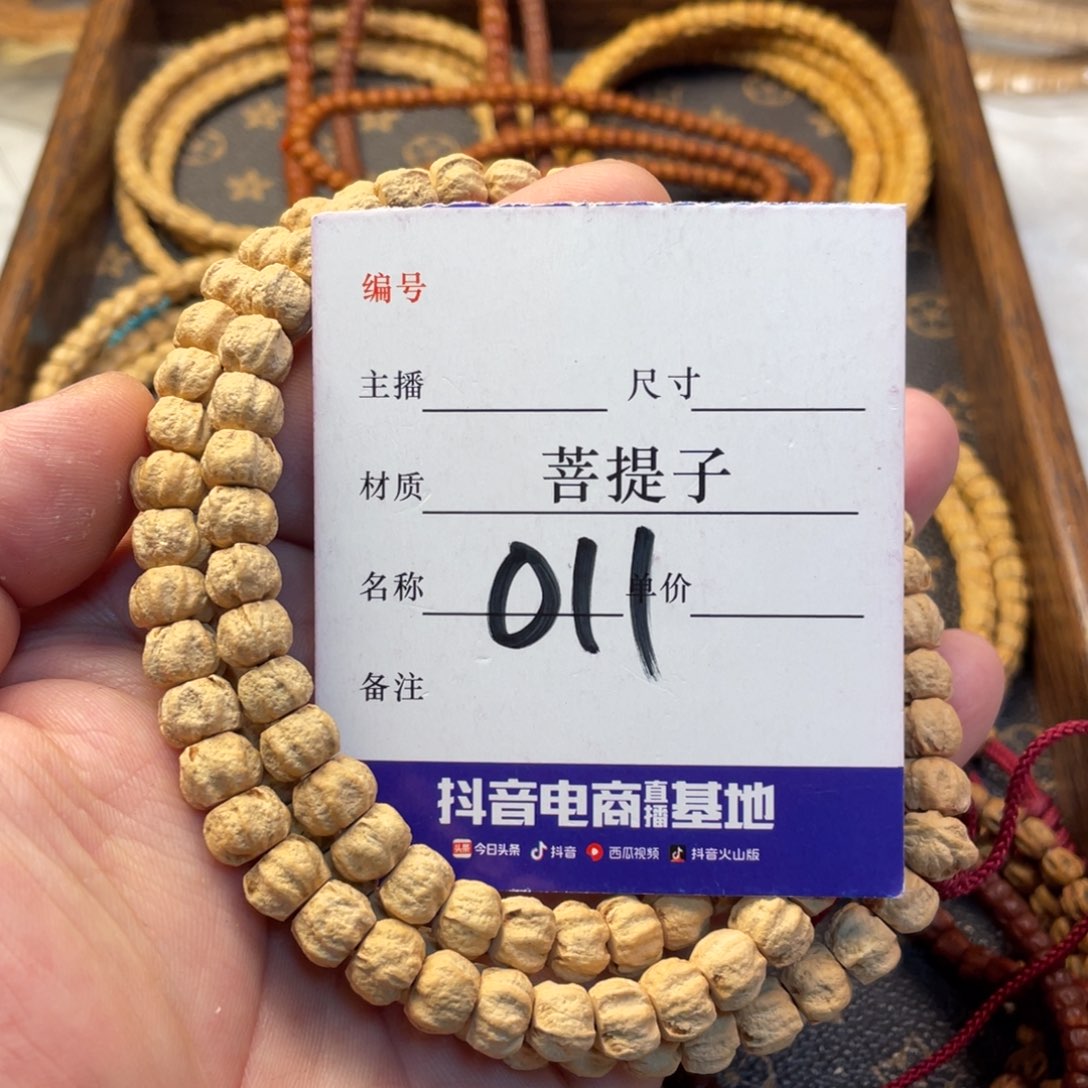 编号
主播 尺寸
材质 菩提子
名称 011 单价
备注
抖音电商直播基地
头条 今日头条 抖音 西瓜视频 抖音火山版